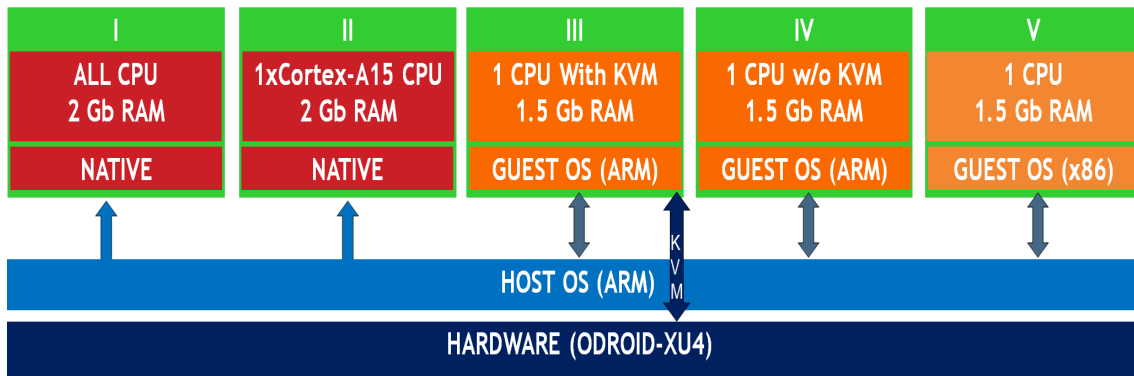 I
ALL CPU
2 Gb RAM
NATIVE
II
1xCortex-A15 CPU
2 Gb RAM
NATIVE
III
1 CPU With KVM
1.5 Gb RAM
GUEST OS (ARM)
IV
1 CPU w/o KVM
1.5 Gb RAM
GUEST OS (ARM)
V
1 CPU
1.5 Gb RAM
GUEST OS (x86)
K
V
M
HOST OS (ARM)
HARDWARE (ODROID-XU4)